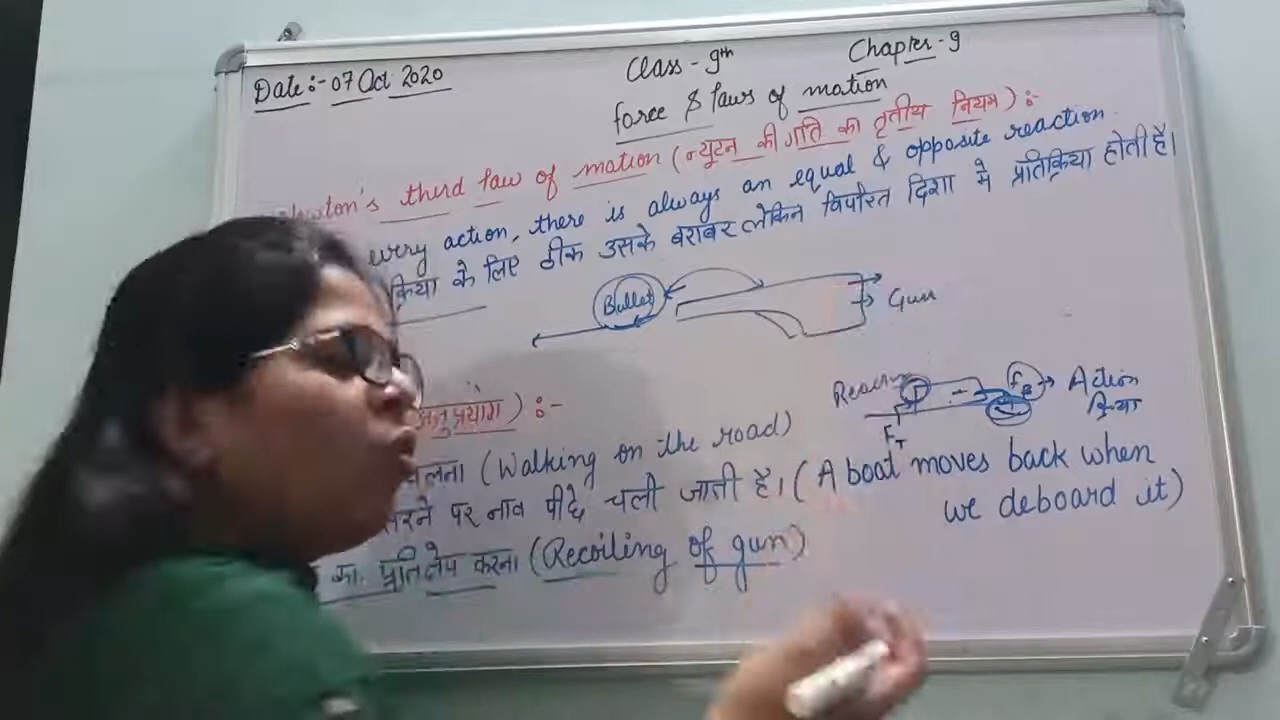 Date :- 07 Oct 2020
Class - 9th
Chapter - 9
force & laws of motion
Newton's third law of motion (न्यूटन की गति का तृतीय नियम) :-
every action, there is always an equal & opposite reaction.
क्रिया के लिए ठीक उसके बराबर लेकिन विपरीत दिशा मे प्रतिक्रिया होती है।
Bullet
Gun
अनुप्रयोग) :-
Action
क्रिया
चलना (Walking on the road)
पर नाव पीछे चली जाती है। (A boat moves back when
we deboard it)
का प्रतिक्षेप करना (Recoiling of gun)